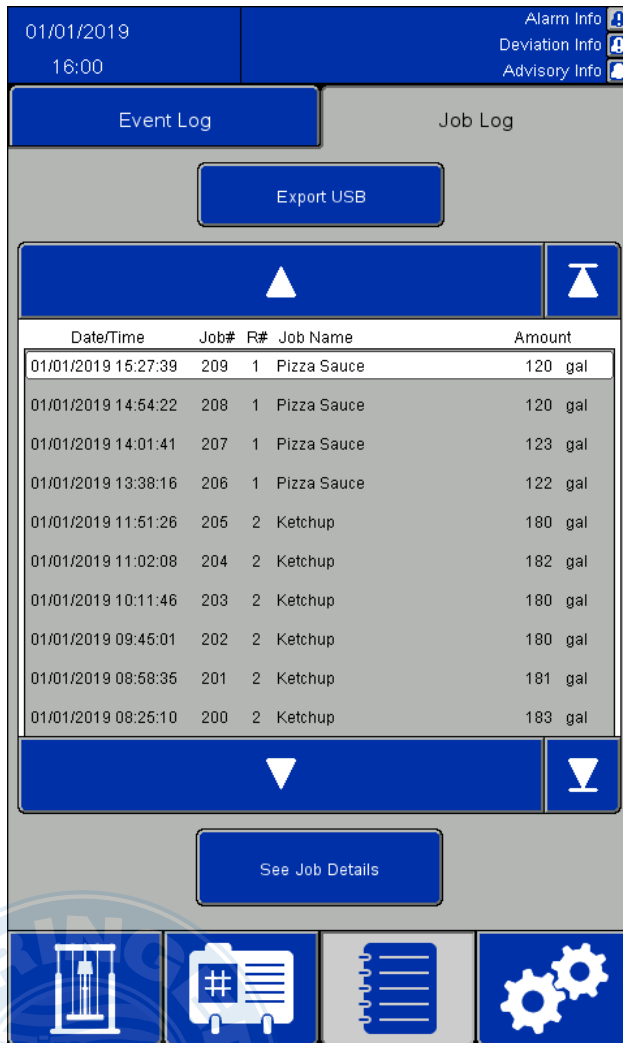 01/01/2019
16:00
Alarm Info
Deviation Info
Advisory Info
Event Log
Job Log
Export USB
Date/Time Job# R# Job Name Amount
01/01/2019 15:27:39 209 1 Pizza Sauce 120 gal
01/01/2019 14:54:22 208 1 Pizza Sauce 120 gal
01/01/2019 14:01:41 207 1 Pizza Sauce 123 gal
01/01/2019 13:38:16 206 1 Pizza Sauce 122 gal
01/01/2019 11:51:26 205 2 Ketchup 180 gal
01/01/2019 11:02:08 204 2 Ketchup 182 gal
01/01/2019 10:11:46 203 2 Ketchup 180 gal
01/01/2019 09:45:01 202 2 Ketchup 180 gal
01/01/2019 08:58:35 201 2 Ketchup 181 gal
01/01/2019 08:25:10 200 2 Ketchup 183 gal
See Job Details